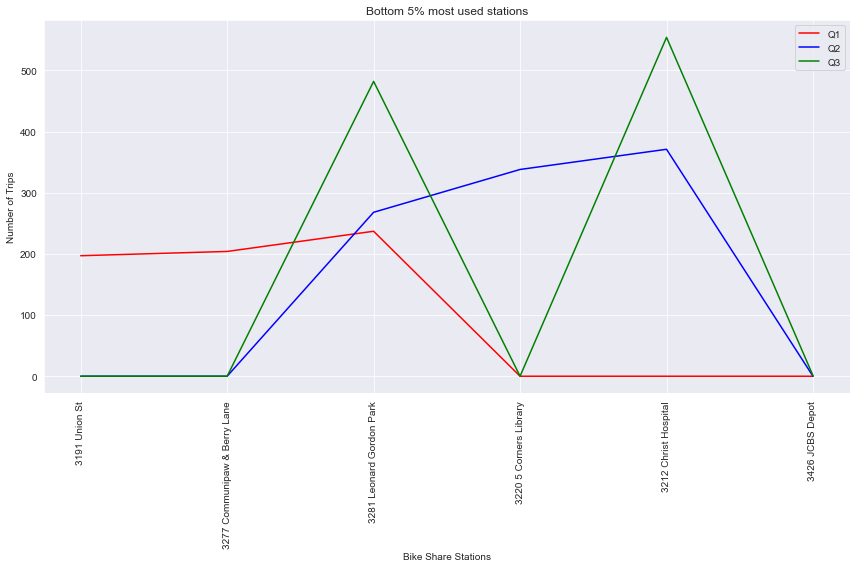 Bottom 5% most used stations
Q1
Q2
Q3
Number of Trips
500
400
300
200
100
0
3191 Union St
3277 Communipaw & Berry Lane
3281 Leonard Gordon Park
3220 5 Corners Library
3212 Christ Hospital
3426 JCBS Depot
Bike Share Stations